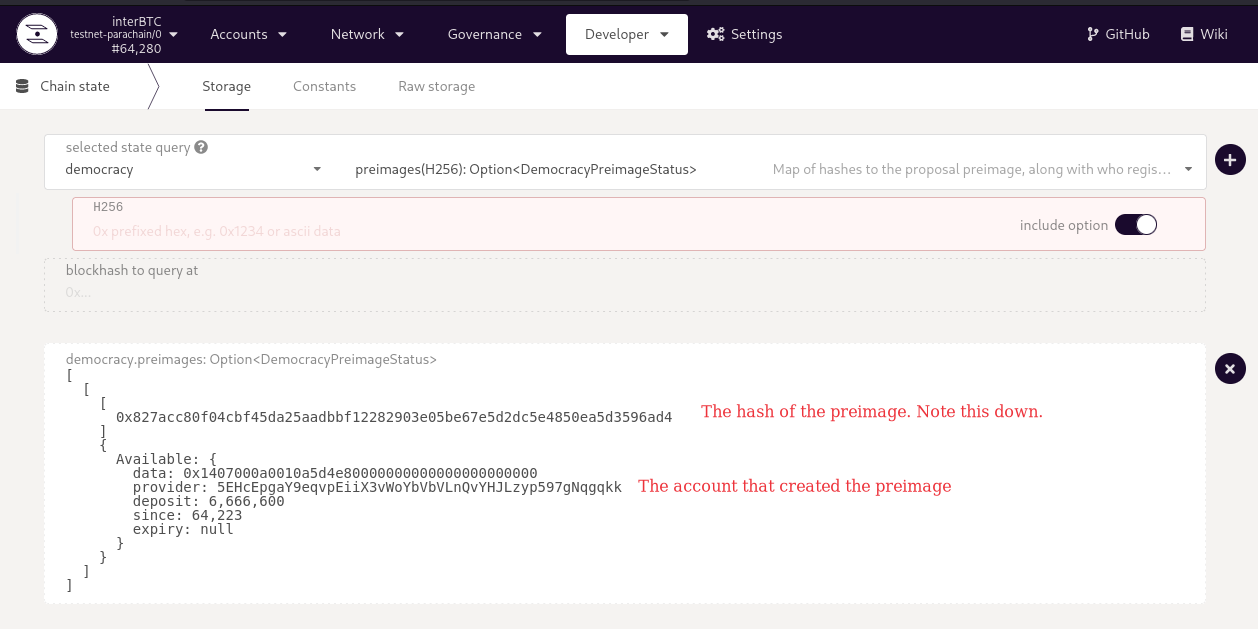 interBTC
testnet-parachain/0
#64,280
Accounts
Network
Governance
Developer
Settings
GitHub
Wiki
Chain state
Storage
Constants
Raw storage
selected state query
democracy
preimages(H256): Option<DemocracyPreimageStatus>
Map of hashes to the proposal preimage, along with who regis...
H256
0x prefixed hex, e.g. 0x1234 or ascii data
include option
blockhash to query at
0x...
democracy.preimages: Option<DemocracyPreimageStatus>
[
[
[
0x827acc80f04cbf45da25aadbbf12282903e05be67e5d2dc5e4850ea5d3596ad4
The hash of the preimage. Note this down.
]
{
Available: {
data: 0x1407000a0010a5d4e80000000000000000000000
provider: 5EHcEpgaY9eqvpEiiX3vWoYbVbVLnQvYHJLzyp597gNqgqkk
The account that created the preimage
deposit: 6,666,600
since: 64,223
expiry: null
}
}
]
]